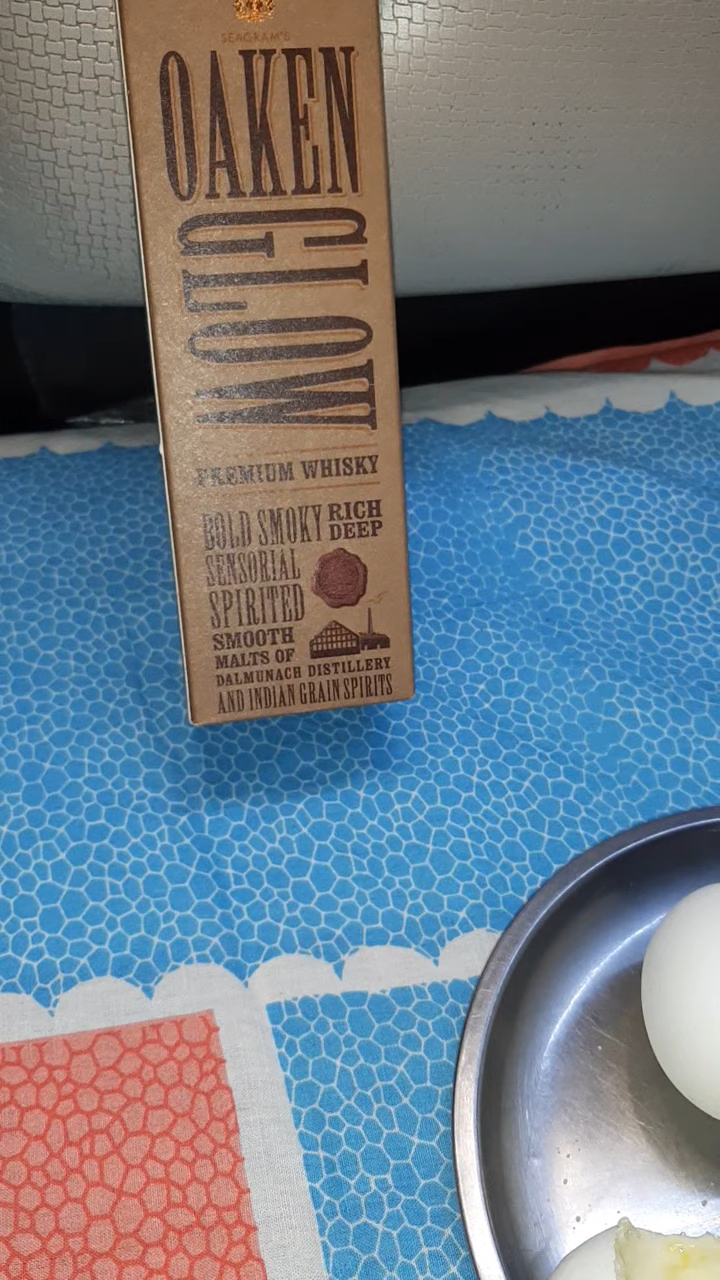 SEAGRAM'S
OAKEN
GLOW
PREMIUM WHISKY
BOLD SMOKY RICH DEEP
SENSORIAL
SPIRITED
SMOOTH
MALTS OF
DALMUNACH DISTILLERY
AND INDIAN GRAIN SPIRITS